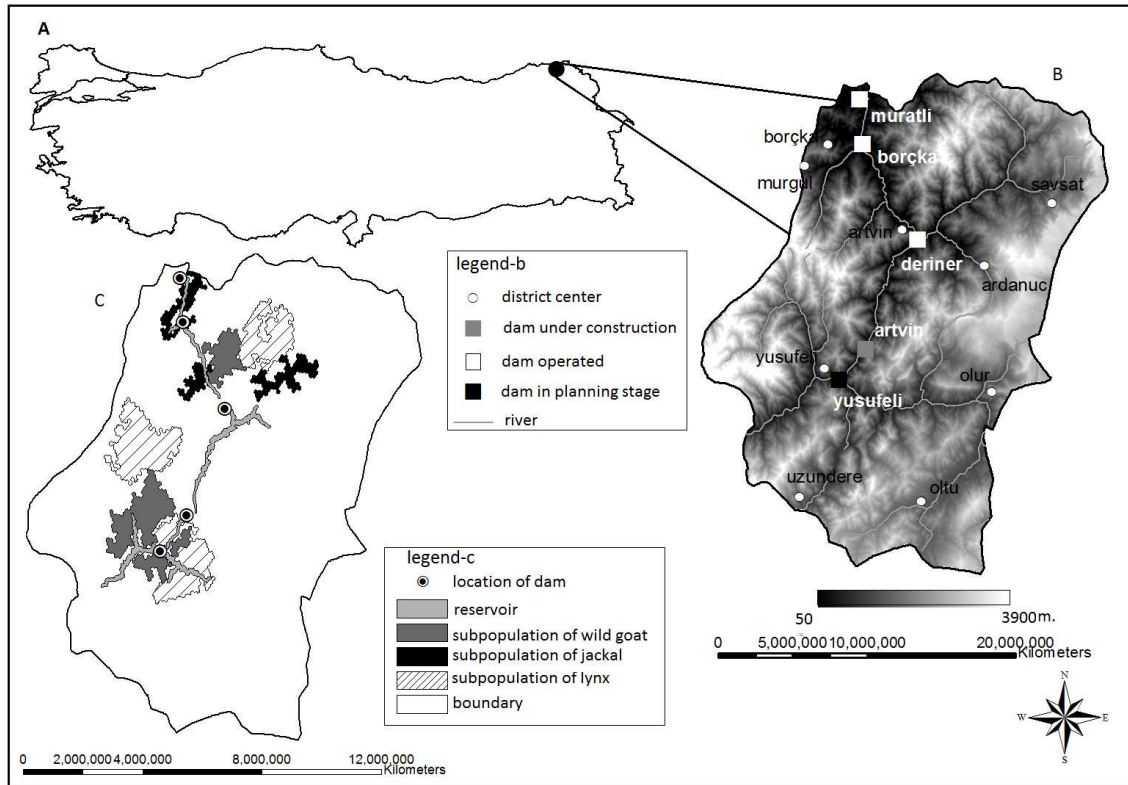 A
B
muratli
borçka
borçka
murgul
savsat
artvin
deriner
ardanuc
artvin
yusufel
yusufeli
olur
uzundere
oltu
legend-b
district center
dam under construction
dam operated
dam in planning stage
river
C
legend-c
location of dam
reservoir
subpopulation of wild goat
subpopulation of jackal
subpopulation of lynx
boundary
50 3900m.
0 5,000,000 10,000,000 20,000,000
Kilometers
N
W E
S
0 2,000,000 4,000,000 8,000,000 12,000,000
Kilometers